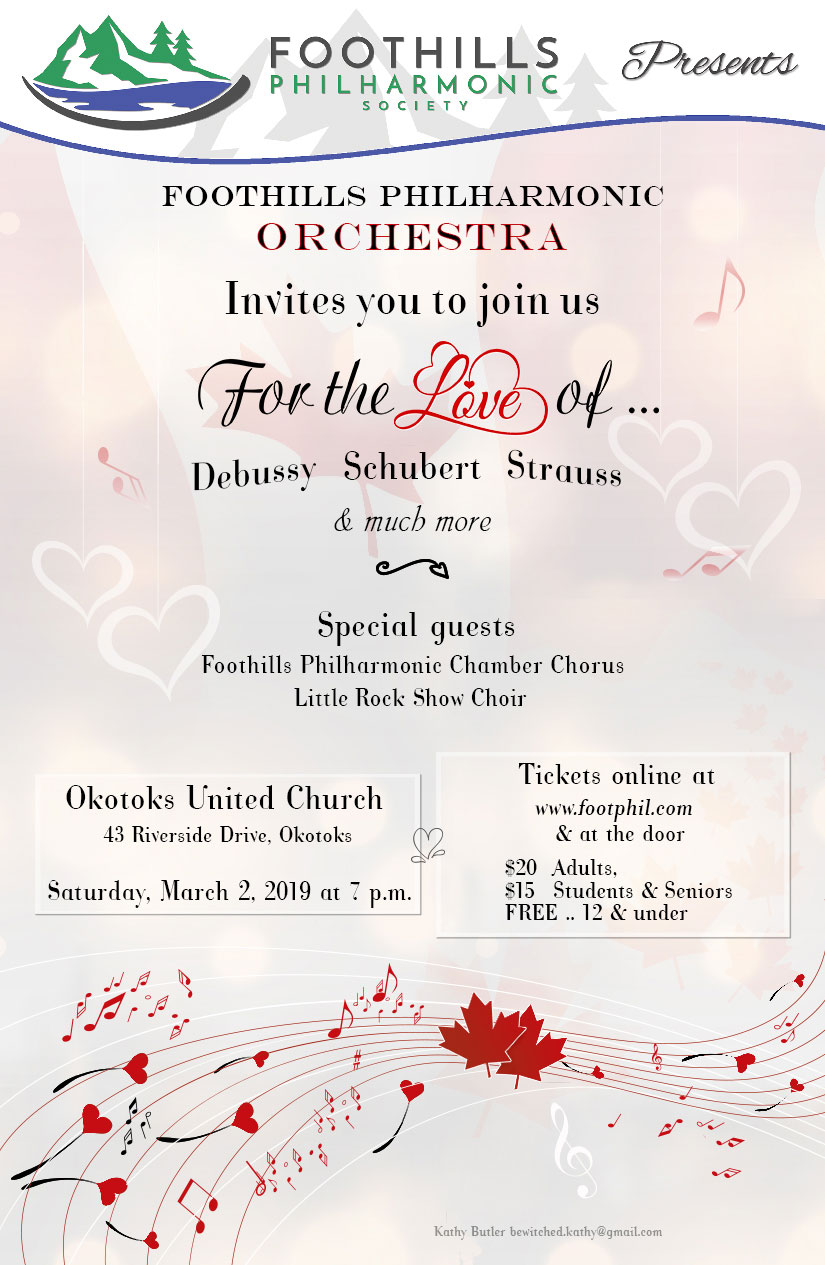 FOOTHILLS
PHILHARMONIC
SOCIETY
Presents
FOOTHILLS PHILHARMONIC
ORCHESTRA
Invites you to join us
For the Love of ...
Debussy Schubert Strauss
& much more
Special guests
Foothills Philharmonic Chamber Chorus
Little Rock Show Choir
Okotoks United Church
43 Riverside Drive, Okotoks
Saturday, March 2, 2019 at 7 p.m.
Tickets online at
www.footphil.com
& at the door
$20 Adults,
$15 Students & Seniors
FREE .. 12 & under
Kathy Butler bewitched.kathy@gmail.com